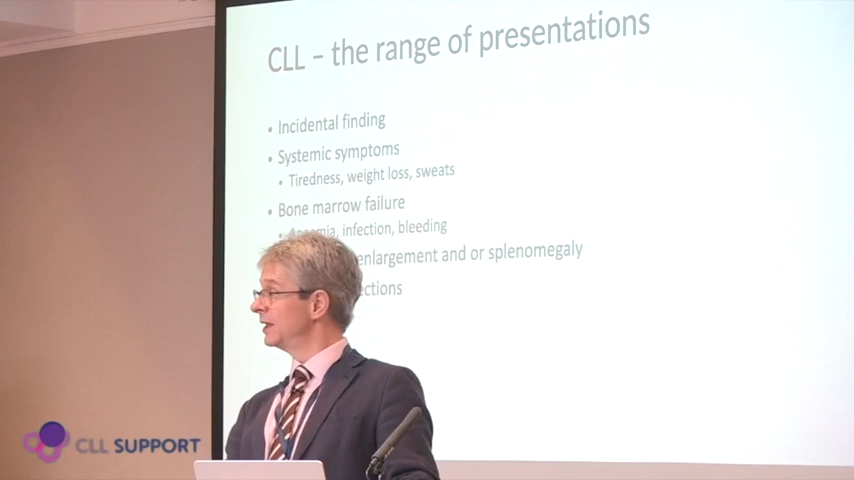 CLL – the range of presentations
• Incidental finding
• Systemic symptoms
• Tiredness, weight loss, sweats
• Bone marrow failure
• Anaemia, infection, bleeding
enlargement and or splenomegaly
CLL SUPPORT